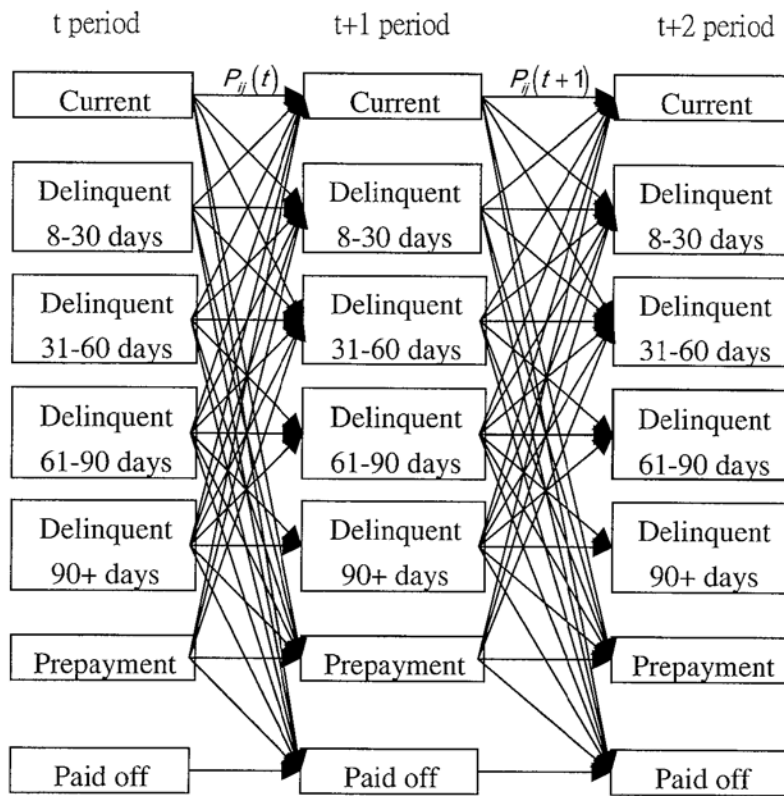 t period t+1 period t+2 period
P_ij(t) P_ij(t+1)
Current Current Current
Delinquent Delinquent Delinquent
8-30 days 8-30 days 8-30 days
Delinquent Delinquent Delinquent
31-60 days 31-60 days 31-60 days
Delinquent Delinquent Delinquent
61-90 days 61-90 days 61-90 days
Delinquent Delinquent Delinquent
90+ days 90+ days 90+ days
Prepayment Prepayment Prepayment
Paid off Paid off Paid off